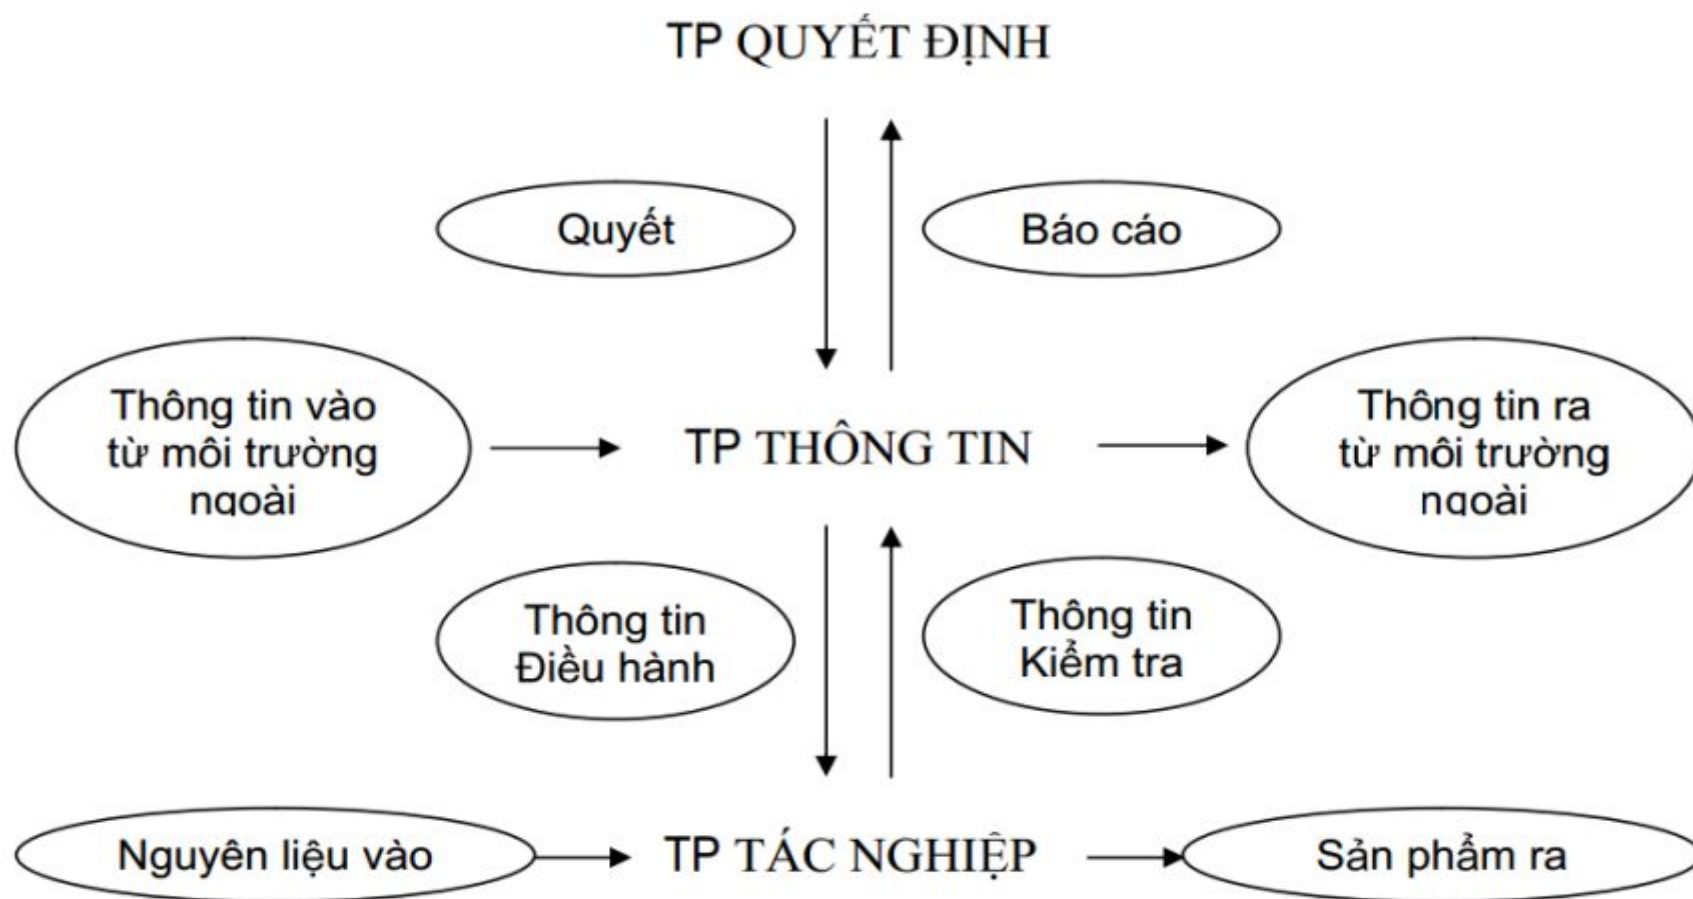 TP QUYẾT ĐỊNH
Quyết
Báo cáo
Thông tin vào
từ môi trường
ngoài
TP THÔNG TIN
Thông tin ra
từ môi trường
ngoài
Thông tin
Điều hành
Thông tin
Kiểm tra
Nguyên liệu vào
TP TÁC NGHIỆP
Sản phẩm ra